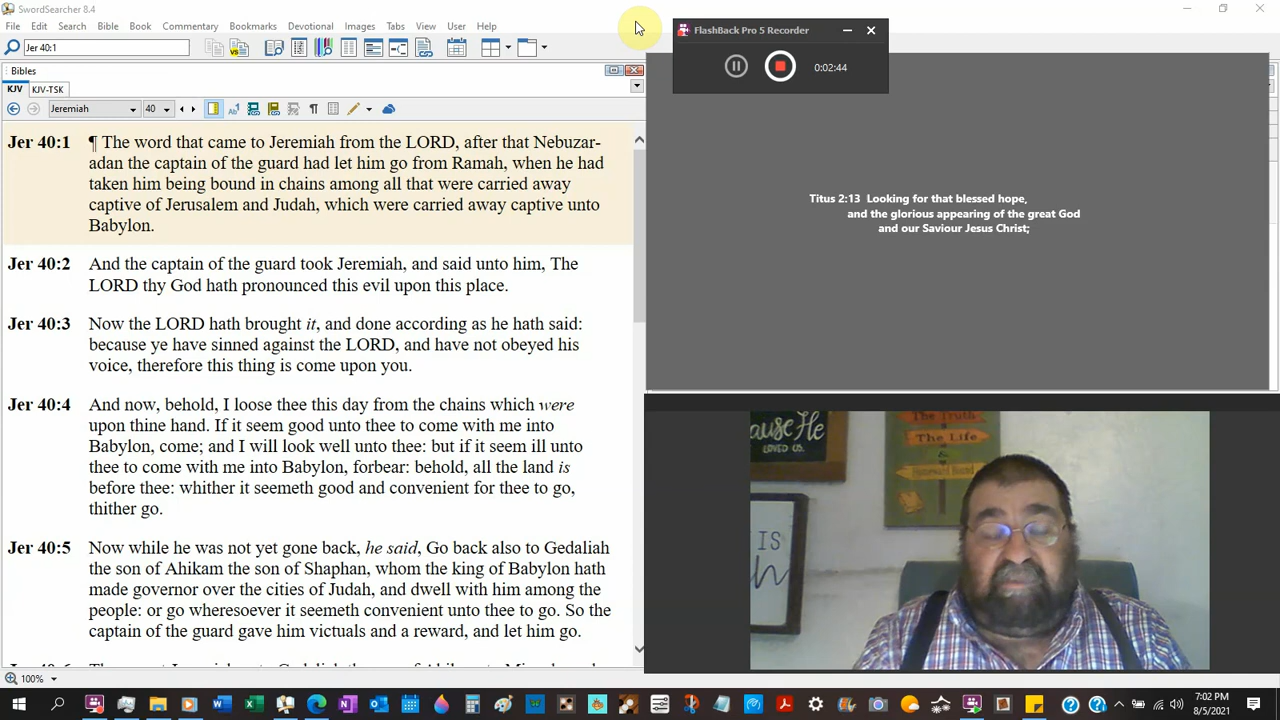 SwordSearcher 8.4
File Edit Search Bible Book Commentary Bookmarks Devotional Images Tabs View User Help
Jer 40:1
FlashBack Pro 5 Recorder
0:02:44
Bibles
KJV KJV-TSK
Jeremiah 40
Jer 40:1 ¶ The word that came to Jeremiah from the LORD, after that Nebuzar-
adan the captain of the guard had let him go from Ramah, when he had
taken him being bound in chains among all that were carried away
captive of Jerusalem and Judah, which were carried away captive unto
Babylon.
Jer 40:2 And the captain of the guard took Jeremiah, and said unto him, The
LORD thy God hath pronounced this evil upon this place.
Jer 40:3 Now the LORD hath brought it, and done according as he hath said:
because ye have sinned against the LORD, and have not obeyed his
voice, therefore this thing is come upon you.
Jer 40:4 And now, behold, I loose thee this day from the chains which were
upon thine hand. If it seem good unto thee to come with me into
Babylon, come; and I will look well unto thee: but if it seem ill unto
thee to come with me into Babylon, forbear: behold, all the land is
before thee: whither it seemeth good and convenient for thee to go,
thither go.
Jer 40:5 Now while he was not yet gone back, he said, Go back also to Gedaliah
the son of Ahikam the son of Shaphan, whom the king of Babylon hath
made governor over the cities of Judah, and dwell with him among the
people: or go wheresoever it seemeth convenient unto thee to go. So the
captain of the guard gave him victuals and a reward, and let him go.
Titus 2:13 Looking for that blessed hope,
and the glorious appearing of the great God
and our Saviour Jesus Christ;
He
LOVED US.
The Truth
The Life
&
IS
100%
7:02 PM
8/5/2021